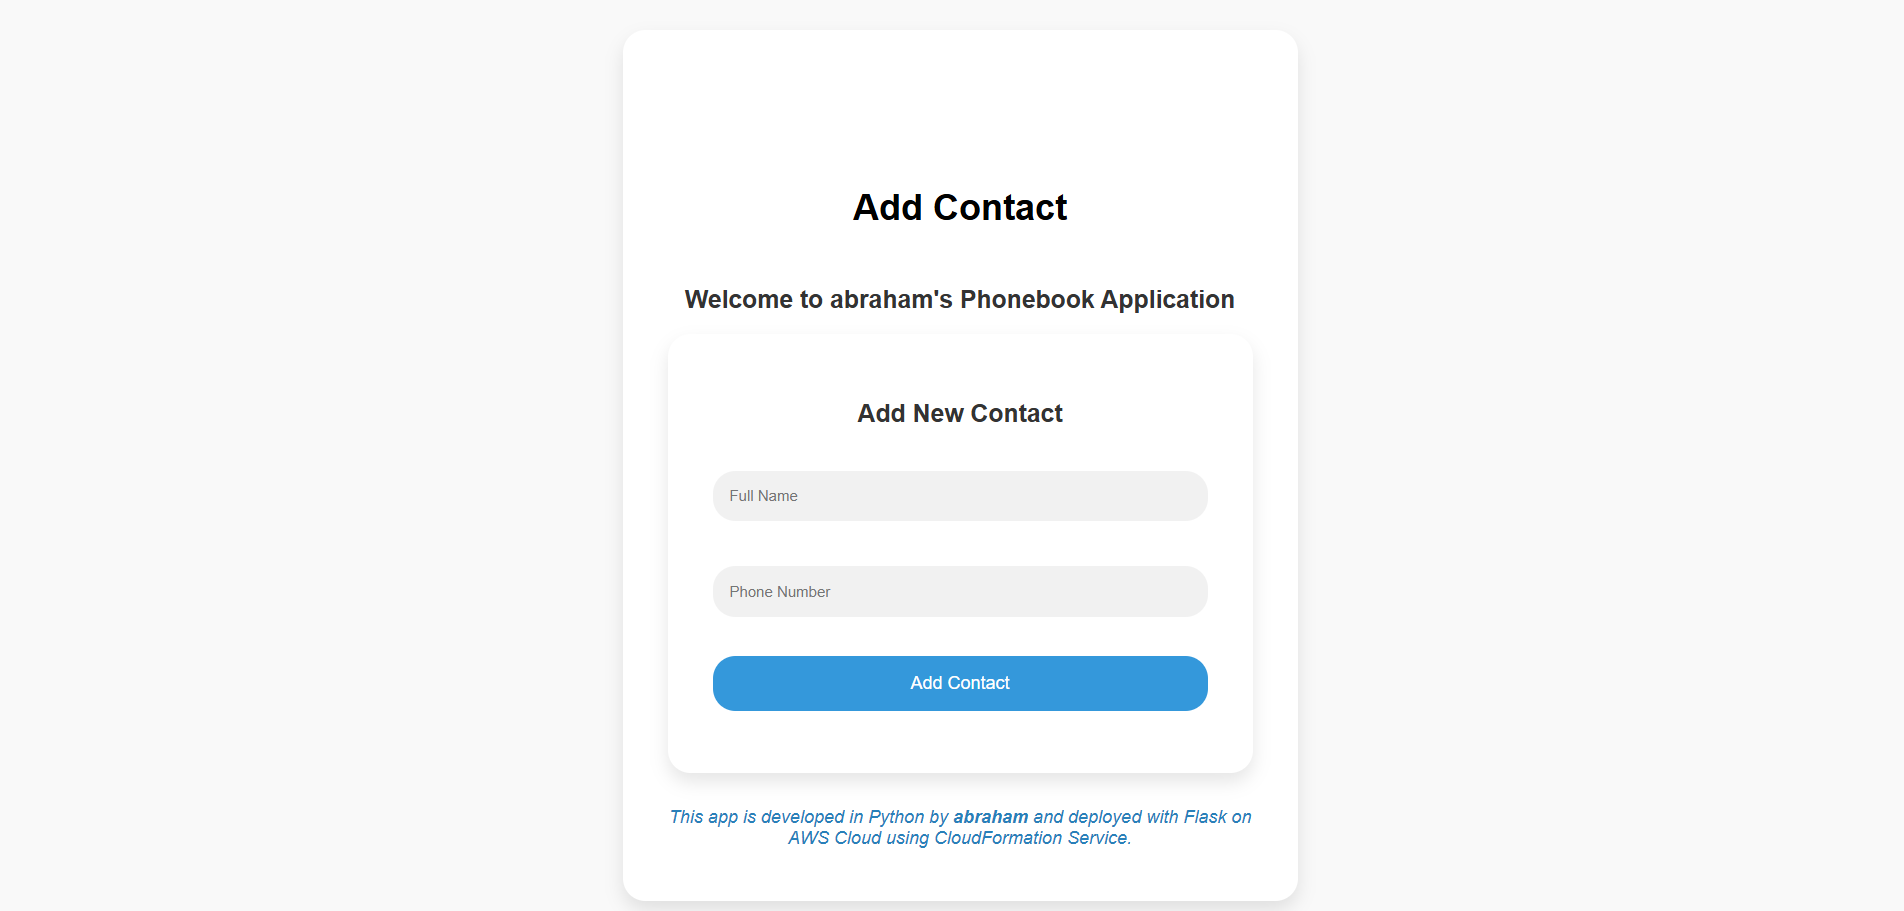 Add Contact
Welcome to abraham's Phonebook Application
Add New Contact
Full Name
Phone Number
Add Contact
This app is developed in Python by abraham and deployed with Flask on
AWS Cloud using CloudFormation Service.